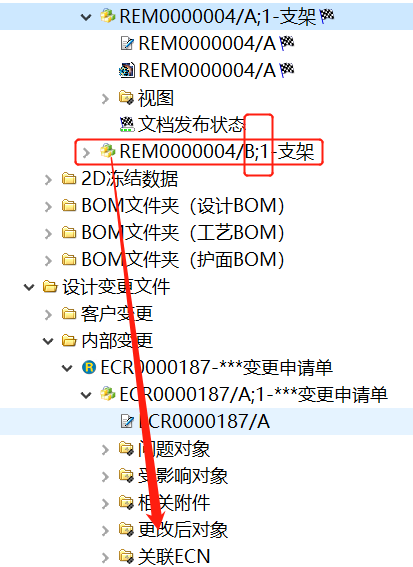 REM0000004/A;1-支架
REM0000004/A
REM0000004/A
视图
文档发布状态
REM0000004/B;1-支架
2D冻结数据
BOM文件夹（设计BOM）
BOM文件夹（工艺BOM）
BOM文件夹（护面BOM）
设计变更文件
客户变更
内部变更
ECR0000187-***变更申请单
ECR0000187/A;1-***变更申请单
ECR0000187/A
问题对象
受影响对象
相关附件
更改后对象
关联ECN